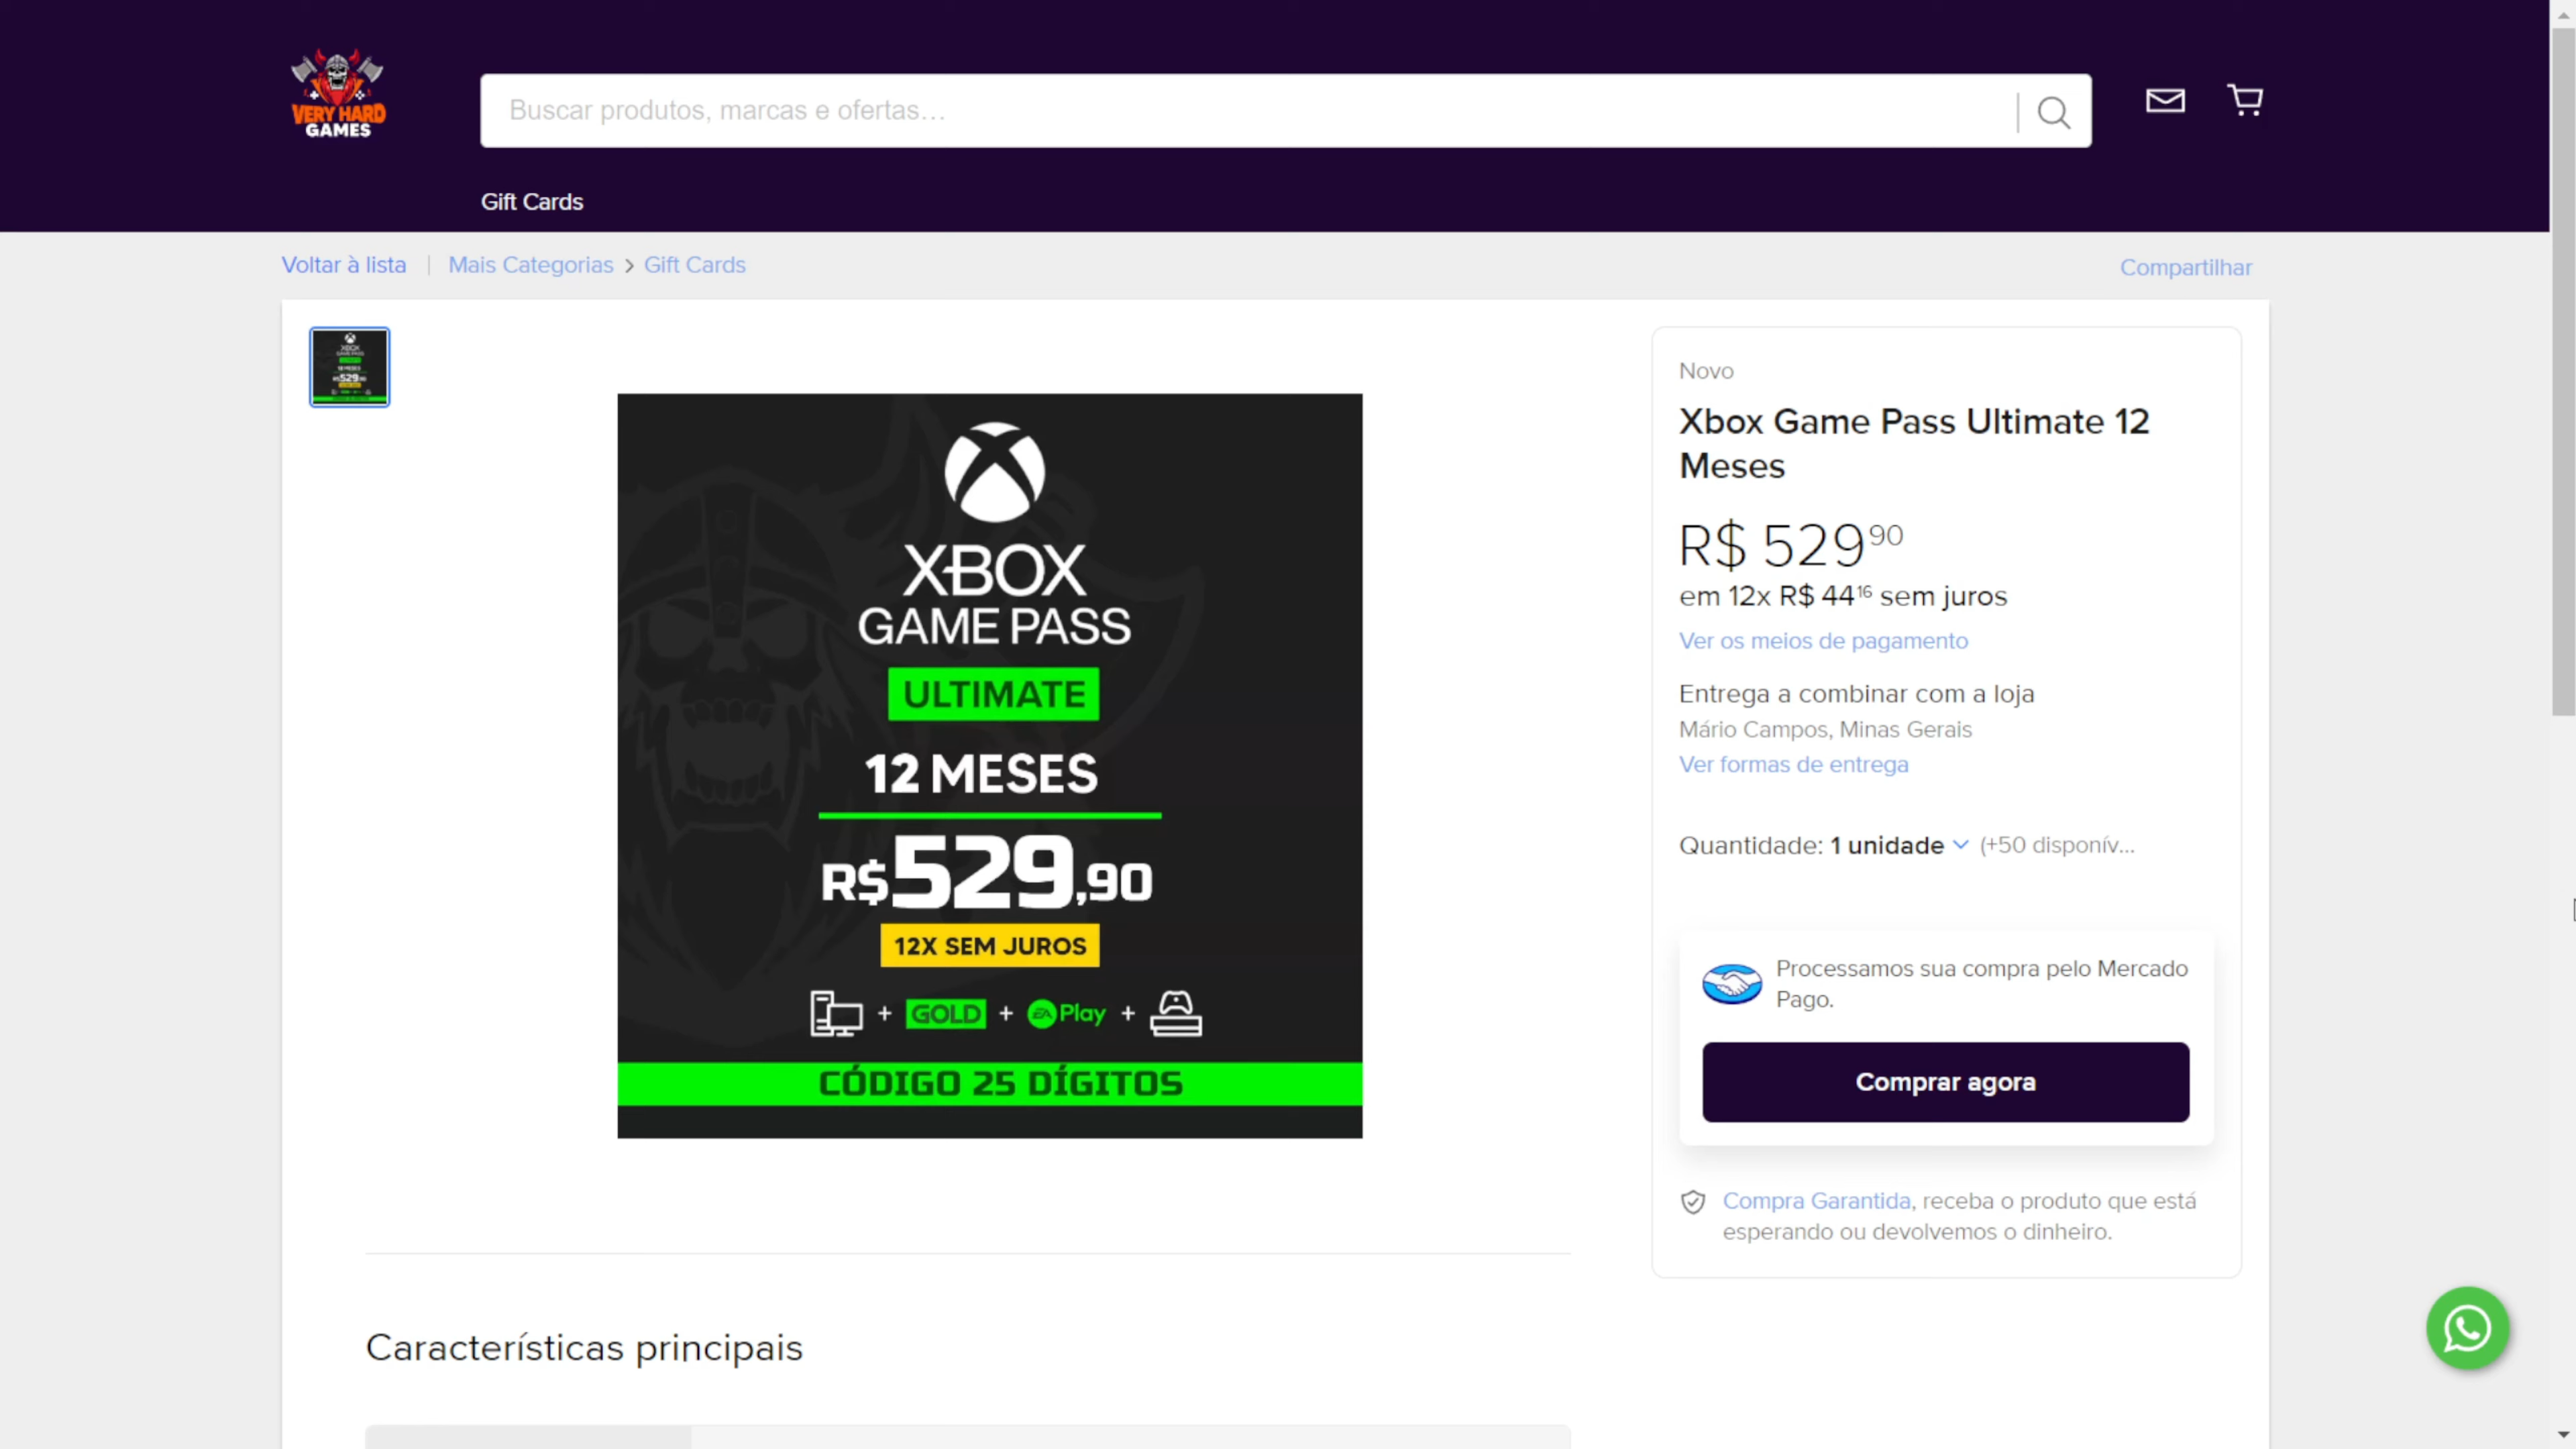 VERY HARD
GAMES
Buscar produtos, marcas e ofertas...
Gift Cards
Voltar à lista
Mais Categorias > Gift Cards
Compartilhar
XBOX
GAME PASS
ULTIMATE
12 MESES
R$529,90
12X SEM JUROS
+ GOLD + EA Play +
CÓDIGO 25 DÍGITOS
Novo
Xbox Game Pass Ultimate 12
Meses
R$ 529 90
em 12x R$ 44 16 sem juros
Ver os meios de pagamento
Entrega a combinar com a loja
Mário Campos, Minas Gerais
Ver formas de entrega
Quantidade: 1 unidade (+50 disponív...
Processamos sua compra pelo Mercado
Pago.
Comprar agora
Compra Garantida, receba o produto que está
esperando ou devolvemos o dinheiro.
Características principais